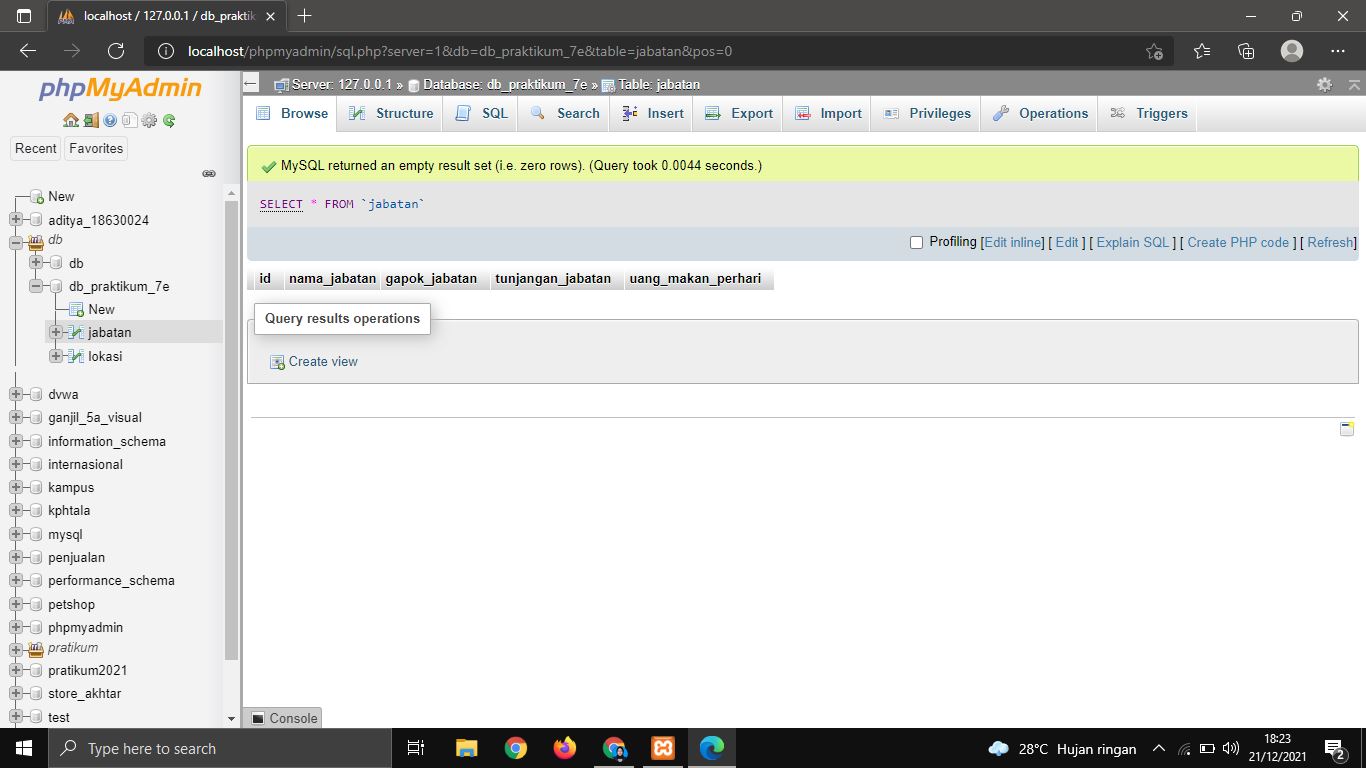 localhost / 127.0.0.1 / db_praktik
localhost/phpmyadmin/sql.php?server=1&db=db_praktikum_7e&table=jabatan&pos=0
phpMyAdmin
Recent Favorites
New
aditya_18630024
db
db
db_praktikum_7e
New
jabatan
lokasi
dvwa
ganjil_5a_visual
information_schema
internasional
kampus
kphtala
mysql
penjualan
performance_schema
petshop
phpmyadmin
pratikum
pratikum2021
store_akhtar
test
Server: 127.0.0.1 » Database: db_praktikum_7e » Table: jabatan
Browse Structure SQL Search Insert Export Import Privileges Operations Triggers
MySQL returned an empty result set (i.e. zero rows). (Query took 0.0044 seconds.)
SELECT * FROM `jabatan`
Profiling [Edit inline] [ Edit ] [ Explain SQL ] [ Create PHP code ] [ Refresh]
id nama_jabatan gapok_jabatan tunjangan_jabatan uang_makan_perhari
Query results operations
Create view
Console
Type here to search
28°C Hujan ringan
18:23
21/12/2021
2